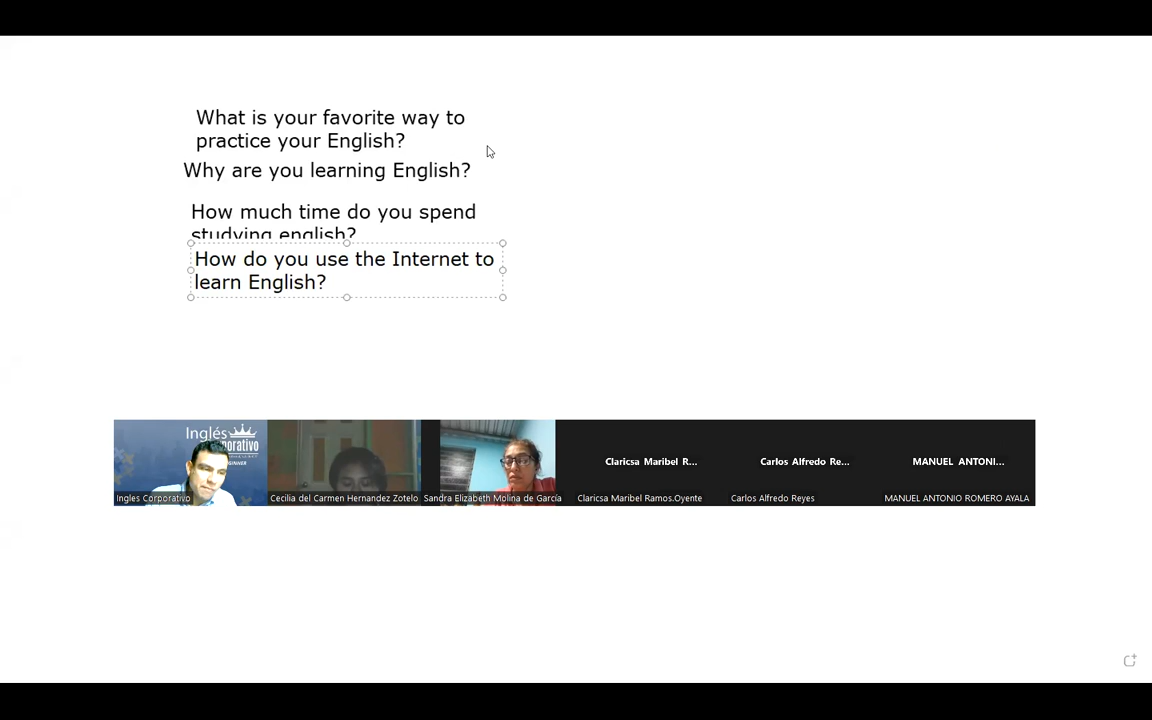 What is your favorite way to
practice your English?
Why are you learning English?
How much time do you spend
studying english?
How do you use the Internet to
learn English?
Inglés
orporativo
Claricsa Maribel R...
Carlos Alfredo Re...
MANUEL ANTONI...
Ingles Corporativo
Cecilia del Carmen Hernandez Zotelo
Sandra Elizabeth Molina de García
Claricsa Maribel Ramos.Oyente
Carlos Alfredo Reyes
MANUEL ANTONIO ROMERO AYALA